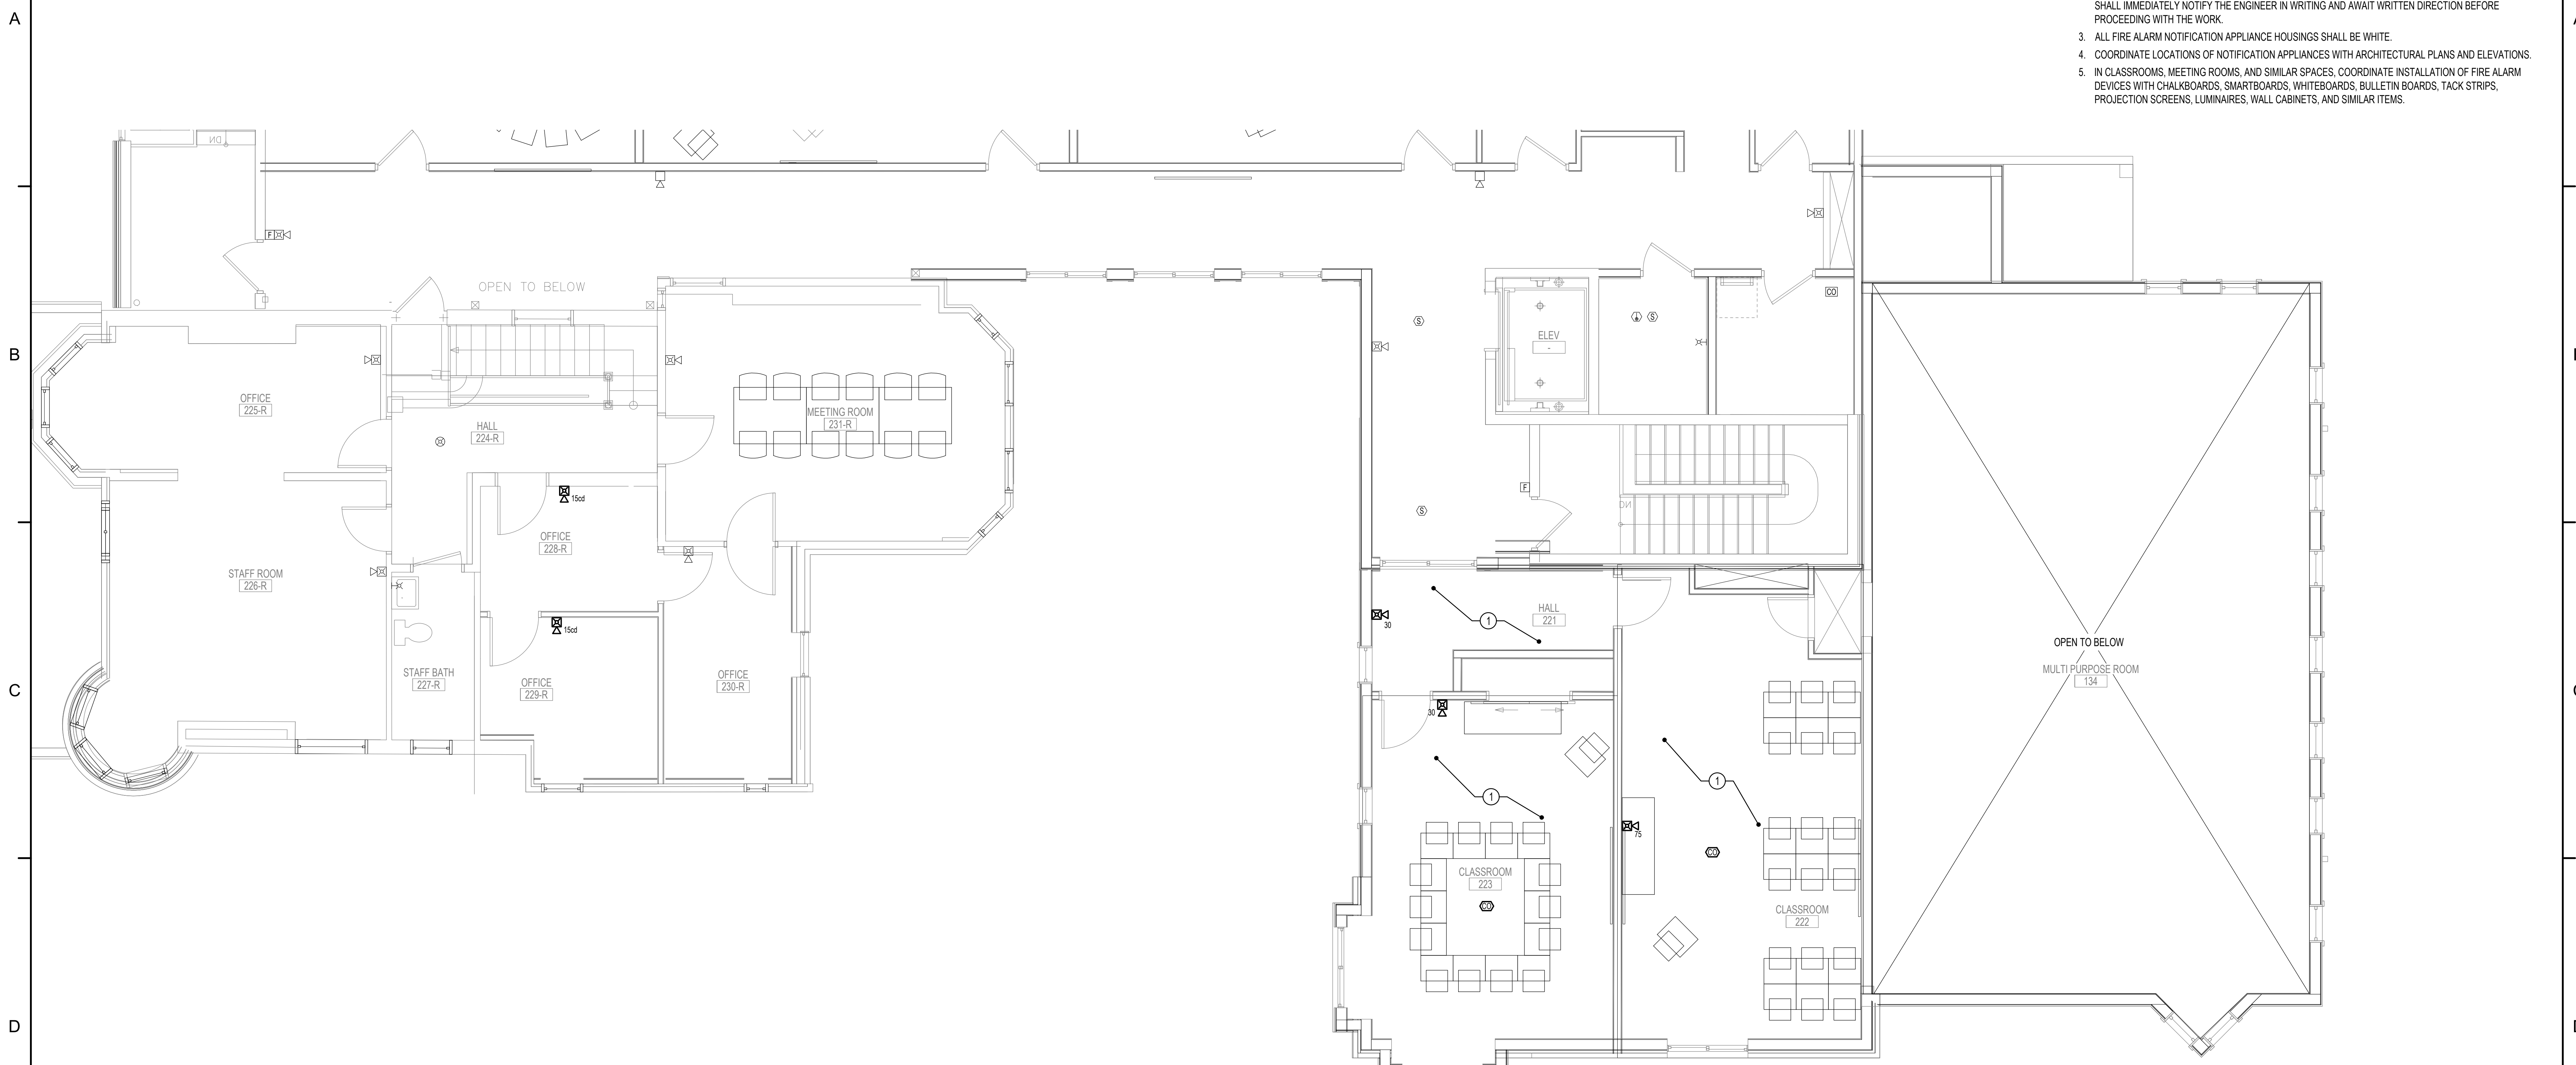 A
SHALL IMMEDIATELY NOTIFY THE ENGINEER IN WRITING AND AWAIT WRITTEN DIRECTION BEFORE
PROCEEDING WITH THE WORK.
3. ALL FIRE ALARM NOTIFICATION APPLIANCE HOUSINGS SHALL BE WHITE.
4. COORDINATE LOCATIONS OF NOTIFICATION APPLIANCES WITH ARCHITECTURAL PLANS AND ELEVATIONS.
5. IN CLASSROOMS, MEETING ROOMS, AND SIMILAR SPACES, COORDINATE INSTALLATION OF FIRE ALARM
DEVICES WITH CHALKBOARDS, SMARTBOARDS, WHITEBOARDS, BULLETIN BOARDS, TACK STRIPS,
PROJECTION SCREENS, LUMINAIRES, WALL CABINETS, AND SIMILAR ITEMS.
DN
F
OPEN TO BELOW
CO
S
S
ELEV
-
B
OFFICE
225-R
MEETING ROOM
231-R
HALL
224-R
F
S
DN
15cd
OFFICE
228-R
STAFF ROOM
226-R
HALL
221
1
30
15cd
OPEN TO BELOW
MULTI PURPOSE ROOM
134
C
STAFF BATH
227-R
OFFICE
229-R
OFFICE
230-R
30
1
1
75
CO
CLASSROOM
223
CO
CLASSROOM
222
D